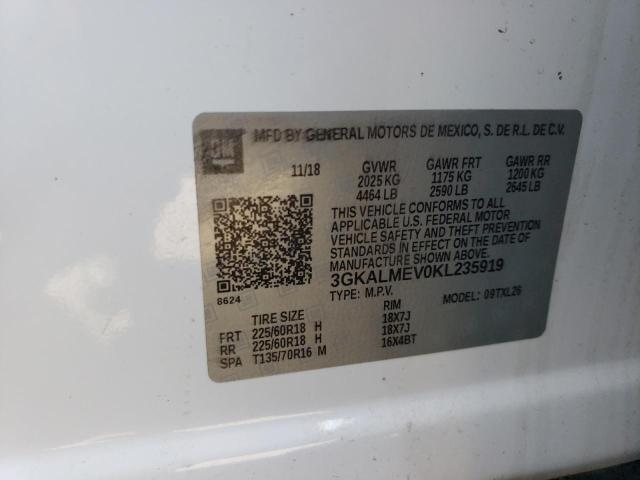 GM MFD BY GENERAL MOTORS DE MEXICO, S. DE R.L. DE C.V.
11/18 GVWR GAWR FRT GAWR RR
2025 KG 1175 KG 1200 KG
4464 LB 2590 LB 2645 LB
THIS VEHICLE CONFORMS TO ALL
APPLICABLE U.S. FEDERAL MOTOR
VEHICLE SAFETY AND THEFT PREVENTION
STANDARDS IN EFFECT ON THE DATE OF
MANUFACTURE SHOWN ABOVE.
3GKALMEV0KL235919
8624 TYPE: M.P.V. MODEL: 09TXL26
TIRE SIZE RIM
FRT 225/60R18 H 18X7J
RR 225/60R18 H 18X7J
SPA T135/70R16 M 16X4BT